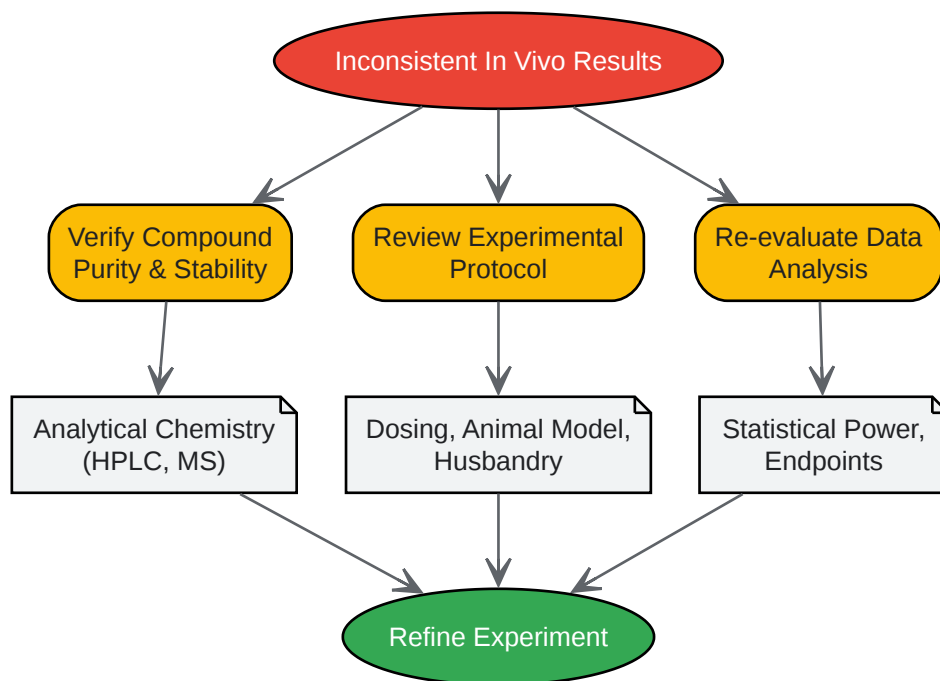 Inconsistent In Vivo Results
Verify Compound
Purity & Stability
Review Experimental
Protocol
Re-evaluate Data
Analysis
Analytical Chemistry
(HPLC, MS)
Dosing, Animal Model,
Husbandry
Statistical Power,
Endpoints
Refine Experiment